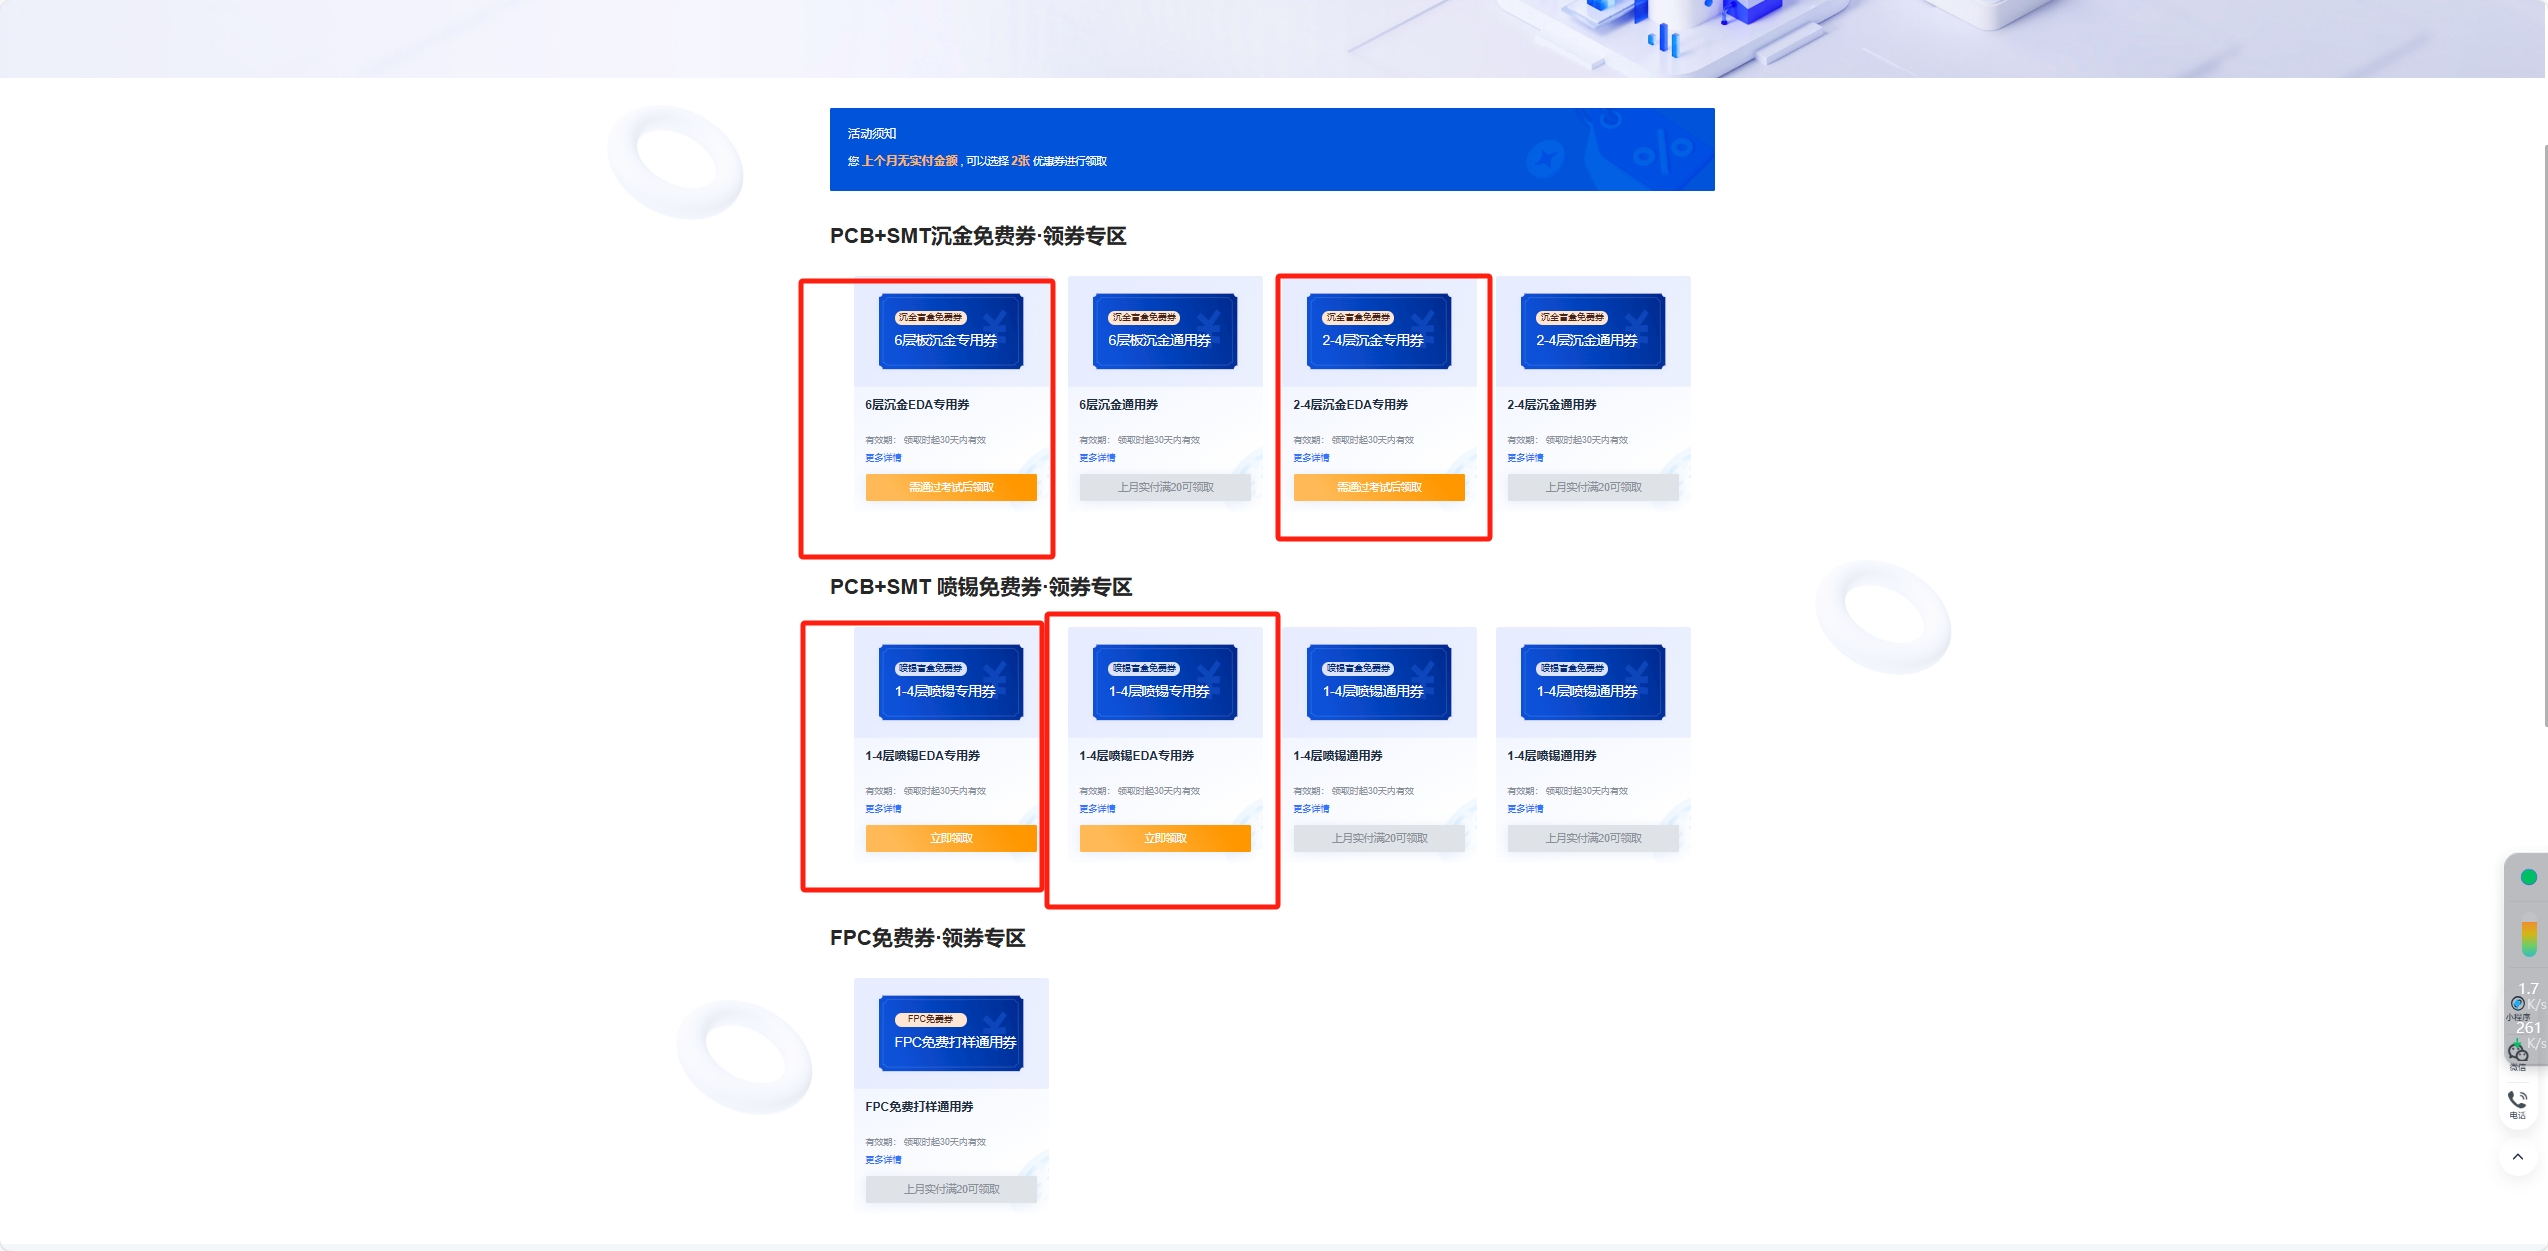 活动须知
您 上个月无实付金额 , 可以选择 2张 优惠券进行领取
PCB+SMT沉金免费券·领券专区
沉金盲盒免费券
6层板沉金专用券
6层沉金EDA专用券
有效期： 领取时起30天内有效
更多详情
需通过考试后领取
沉金盲盒免费券
6层板沉金通用券
6层沉金通用券
有效期： 领取时起30天内有效
更多详情
上月实付满20可领取
沉金盲盒免费券
2-4层沉金专用券
2-4层沉金EDA专用券
有效期： 领取时起30天内有效
更多详情
需通过考试后领取
沉金盲盒免费券
2-4层沉金通用券
2-4层沉金通用券
有效期： 领取时起30天内有效
更多详情
上月实付满20可领取
PCB+SMT 喷锡免费券·领券专区
喷锡盲盒免费券
1-4层喷锡专用券
1-4层喷锡EDA专用券
有效期： 领取时起30天内有效
更多详情
立即领取
喷锡盲盒免费券
1-4层喷锡专用券
1-4层喷锡EDA专用券
有效期： 领取时起30天内有效
更多详情
立即领取
喷锡盲盒免费券
1-4层喷锡通用券
1-4层喷锡通用券
有效期： 领取时起30天内有效
更多详情
上月实付满20可领取
喷锡盲盒免费券
1-4层喷锡通用券
1-4层喷锡通用券
有效期： 领取时起30天内有效
更多详情
上月实付满20可领取
FPC免费券·领券专区
FPC免费券
FPC免费打样通用券
FPC免费打样通用券
有效期： 领取时起30天内有效
更多详情
上月实付满20可领取
1.7
K/s
小程序
261
K/s
微信
电话